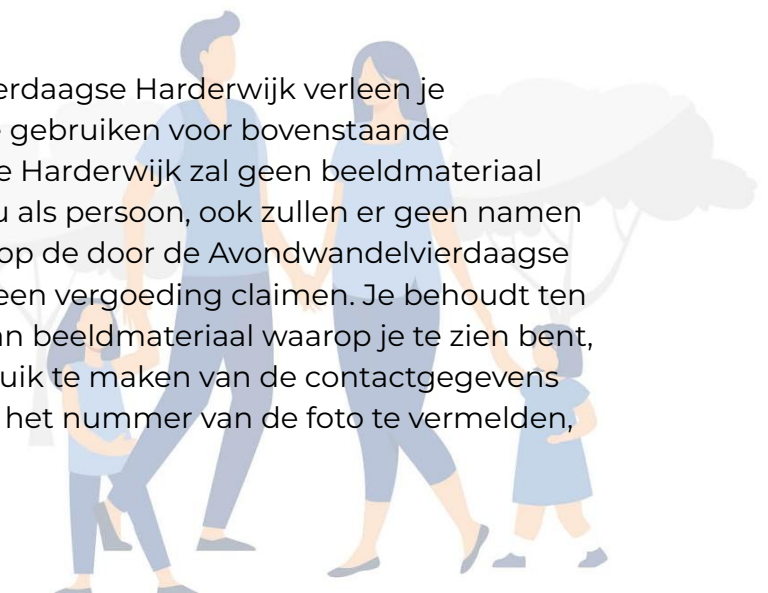 erdaagse Harderwijk verleen je
gebruiken voor bovenstaande
e Harderwijk zal geen beeldmateriaal
u als persoon, ook zullen er geen namen
op de door de Avondwandelvierdaagse
een vergoeding claimen. Je behoudt ten
an beeldmateriaal waarop je te zien bent,
uik te maken van de contactgegevens
het nummer van de foto te vermelden,